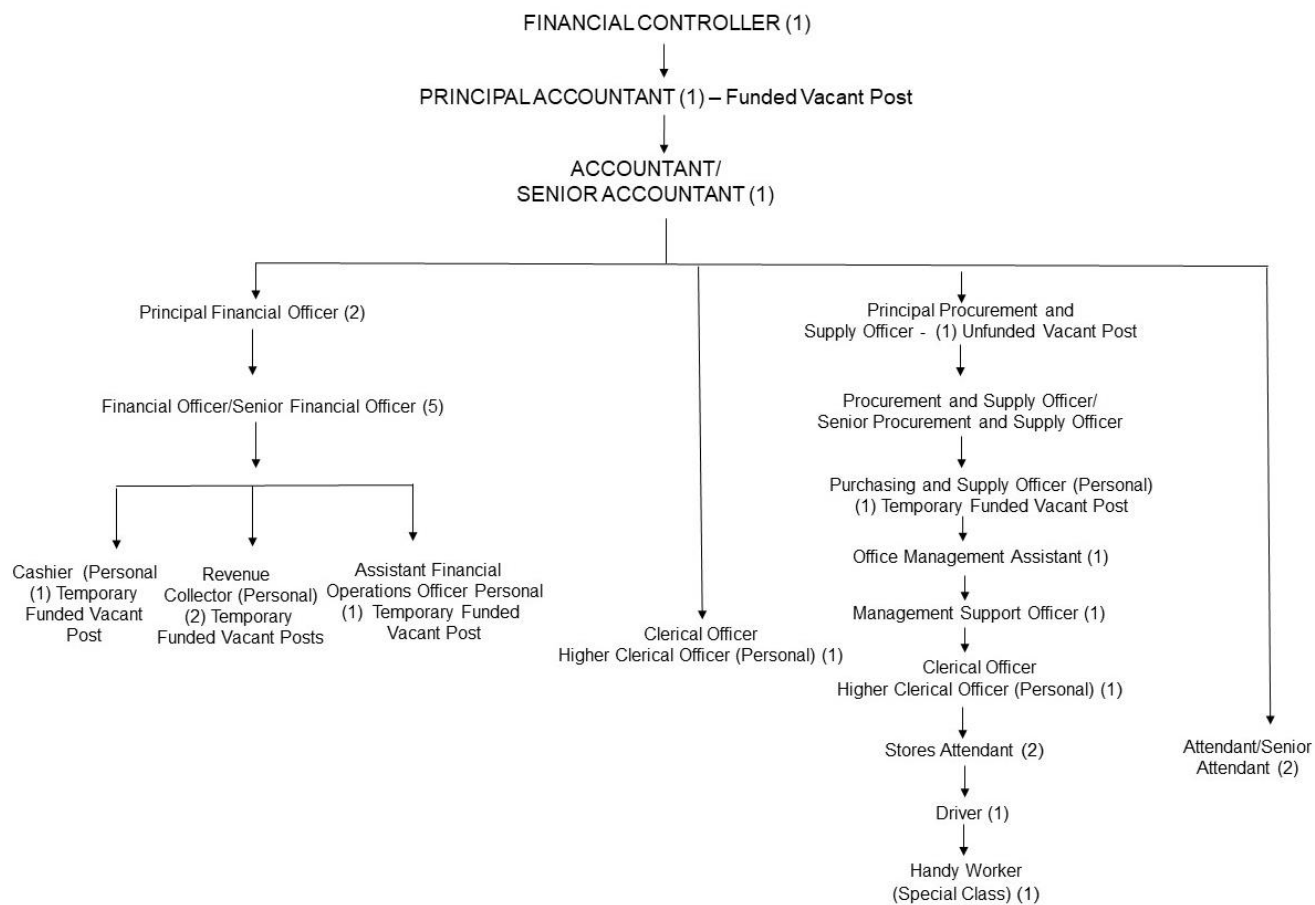 FINANCIAL CONTROLLER (1)
PRINCIPAL ACCOUNTANT (1) – Funded Vacant Post
ACCOUNTANT/
SENIOR ACCOUNTANT (1)
Principal Financial Officer (2)
Financial Officer/Senior Financial Officer (5)
Cashier (Personal
(1) Temporary
Funded Vacant
Post
Revenue
Collector (Personal)
(2) Temporary
Funded Vacant Posts
Assistant Financial
Operations Officer Personal
(1) Temporary Funded
Vacant Post
Clerical Officer
Higher Clerical Officer (Personal) (1)
Principal Procurement and
Supply Officer - (1) Unfunded Vacant Post
Procurement and Supply Officer/
Senior Procurement and Supply Officer
Purchasing and Supply Officer (Personal)
(1) Temporary Funded Vacant Post
Office Management Assistant (1)
Management Support Officer (1)
Clerical Officer
Higher Clerical Officer (Personal) (1)
Stores Attendant (2)
Driver (1)
Handy Worker
(Special Class) (1)
Attendant/Senior
Attendant (2)